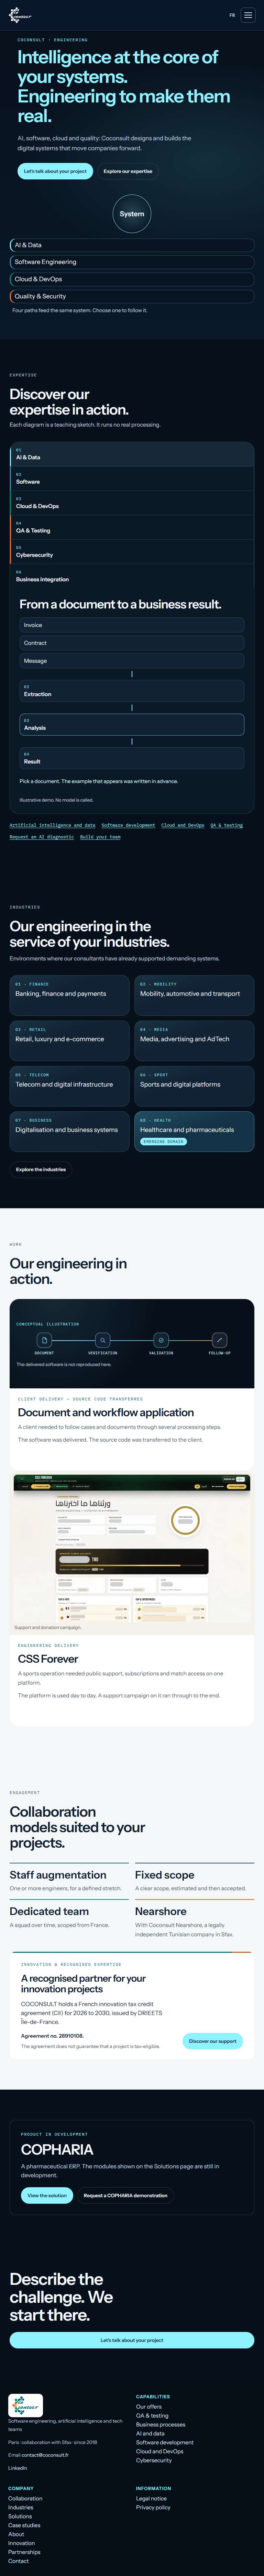 coconsult
FR
COCONSULT · ENGINEERING
Intelligence at the core of
your systems.
Engineering to make them
real.
AI, software, cloud and quality: Coconsult designs and builds the
digital systems that move companies forward.
Let's talk about your project
Explore our expertise
System
AI & Data
Software Engineering
Cloud & DevOps
Quality & Security
Four paths feed the same system. Choose one to follow it.
EXPERTISE
Discover our
expertise in action.
Each diagram is a teaching sketch. It runs no real processing.
01
AI & Data
02
Software
03
Cloud & DevOps
04
QA & Testing
05
Cybersecurity
06
Business integration
From a document to a business result.
Invoice
Contract
Message
02
Extraction
03
Analysis
04
Result
Pick a document. The example that appears was written in advance.
Illustrative demo. No model is called.
Artificial intelligence and data
Software development
Cloud and DevOps
QA & testing
Request an AI diagnostic
Build your team
INDUSTRIES
Our engineering in the
service of your industries.
Environments where our consultants have already supported demanding systems.
01 · FINANCE
Banking, finance and payments
02 · MOBILITY
Mobility, automotive and transport
03 · RETAIL
Retail, luxury and e-commerce
04 · MEDIA
Media, advertising and AdTech
05 · TELECOM
Telecom and digital infrastructure
06 · SPORT
Sports and digital platforms
07 · BUSINESS
Digitalisation and business systems
08 · HEALTH
Healthcare and pharmaceuticals
EMERGING DOMAIN
Explore the industries
WORK
Our engineering in
action.
CONCEPTUAL ILLUSTRATION
DOCUMENT
VERIFICATION
VALIDATION
FOLLOW-UP
The delivered software is not reproduced here.
CLIENT DELIVERY — SOURCE CODE TRANSFERRED
Document and workflow application
A client needed to follow cases and documents through several processing steps.
The software was delivered. The source code was transferred to the client.
CSS FOREVER
ورثناها ما اخترناها
TND
Support and donation campaign.
ENGINEERING DELIVERY
CSS Forever
A sports operation needed public support, subscriptions and match access on one
platform.
The platform is used day to day. A support campaign on it ran through to the end.
ENGAGEMENT
Collaboration
models suited to your
projects.
Staff augmentation
One or more engineers, for a defined stretch.
Fixed scope
A clear scope, estimated and then accepted.
Dedicated team
A squad over time, scoped from France.
Nearshore
With Coconsult Nearshore, a legally
independent Tunisian company in Sfax.
INNOVATION & RECOGNISED EXPERTISE
A recognised partner for your
innovation projects
COCONSULT holds a French innovation tax credit
agreement (CII) for 2026 to 2030, issued by DRIEETS
Île-de-France.
Agreement no. 28910108.
The agreement does not guarantee that a project is tax-eligible.
Discover our support
PRODUCT IN DEVELOPMENT
COPHARIA
A pharmaceutical ERP. The modules shown on the Solutions page are still in
development.
View the solution
Request a COPHARIA demonstration
Describe the
challenge. We
start there.
Let's talk about your project
coconsult
Software engineering, artificial intelligence and tech
teams
Paris · collaboration with Sfax · since 2018
Email contact@coconsult.fr
LinkedIn
CAPABILITIES
Our offers
QA & testing
Business processes
AI and data
Software development
Cloud and DevOps
Cybersecurity
COMPANY
Collaboration
Industries
Solutions
Case studies
About
Innovation
Partnerships
Contact
INFORMATION
Legal notice
Privacy policy